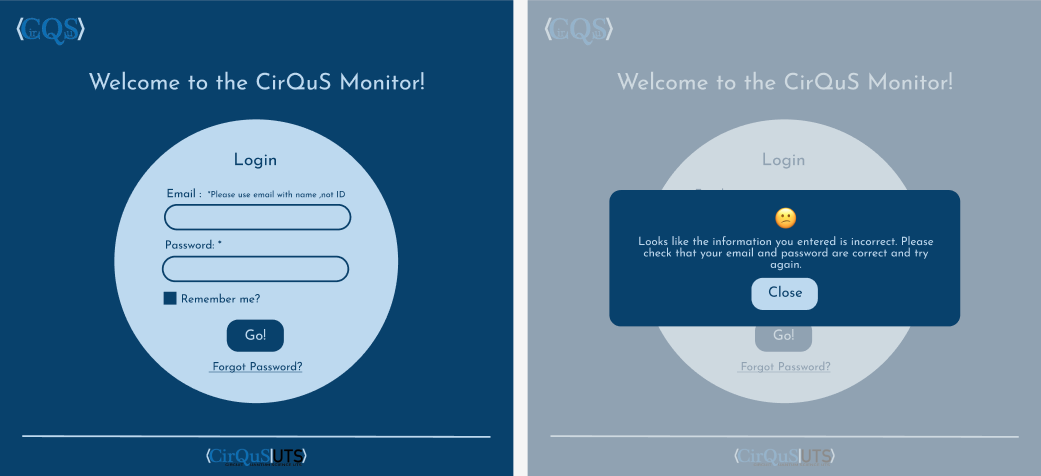 CQS
Welcome to the CirQuS Monitor!
Login
Email : *Please use email with name ,not ID
Password: *
Remember me?
Go!
Forgot Password?
CirQuS|UTS
CQS
Welcome to the CirQuS Monitor!
Login
Looks like the information you entered is incorrect. Please
check that your email and password are correct and try
again.
Close
Go!
Forgot Password?
CirQuS|UTS